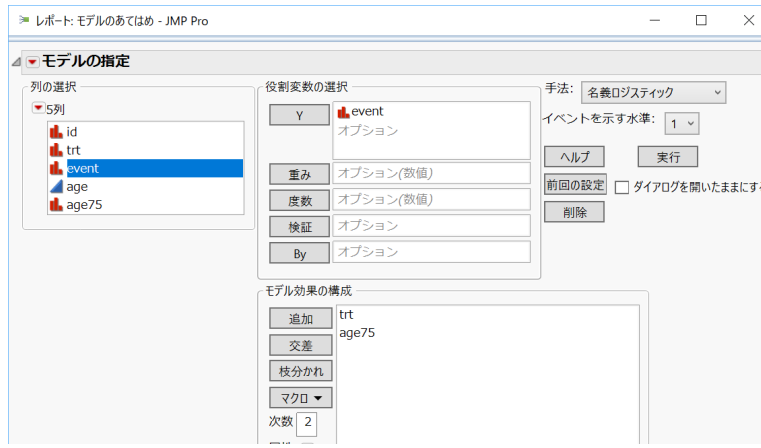 レポート: モデルのあてはめ - JMP Pro
モデルの指定
列の選択
5列
id
trt
event
age
age75
役割変数の選択
Y
event
オプション
重み
オプション(数値)
度数
オプション(数値)
検証
オプション
By
オプション
手法:
名義ロジスティック
イベントを示す水準:
1
ヘルプ
実行
前回の設定
ダイアログを開いたままにする
削除
モデル効果の構成
追加
交差
枝分かれ
マクロ
次数
2
trt
age75